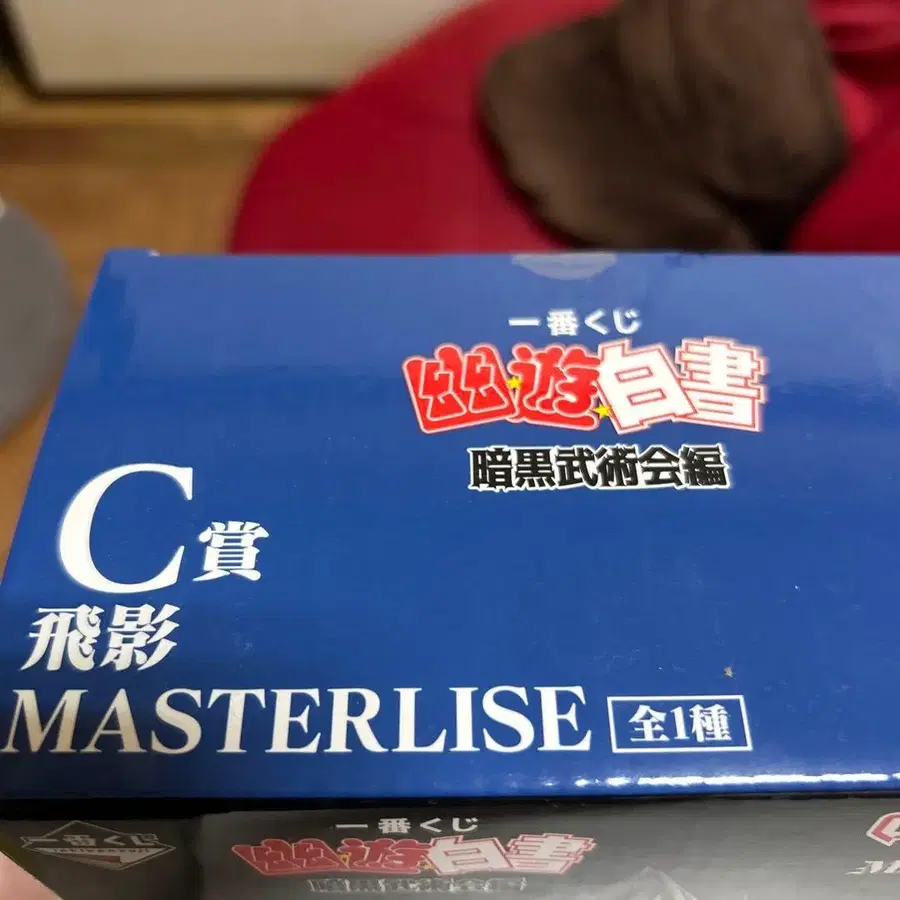 一番くじ
幽☆遊☆白書
暗黒武術会編
C賞
飛影
MASTERLISE 全1種
一番くじ
幽☆遊☆白書